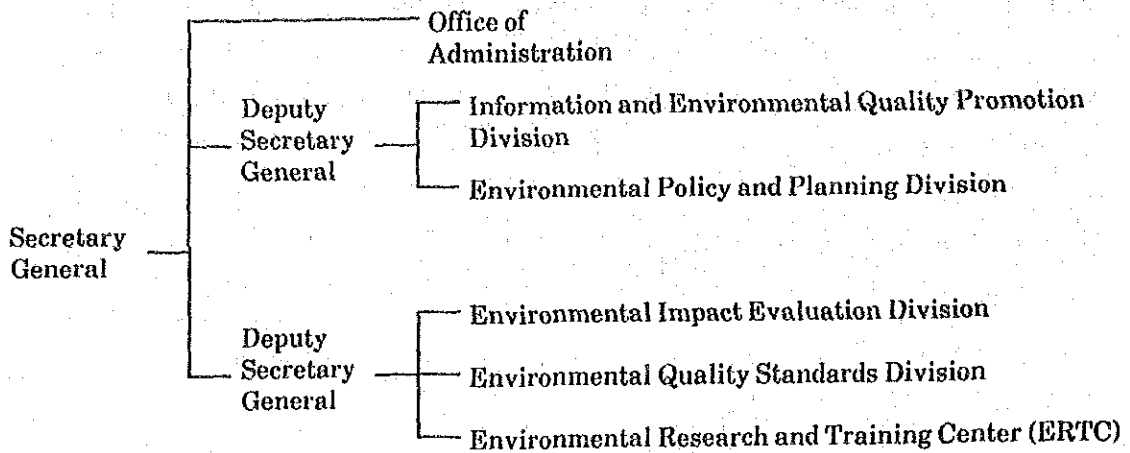 Office of
Administration
Deputy
Secretary
General
Information and Environmental Quality Promotion
Division
Environmental Policy and Planning Division
Secretary
General
Deputy
Secretary
General
Environmental Impact Evaluation Division
Environmental Quality Standards Division
Environmental Research and Training Center (ERTC)